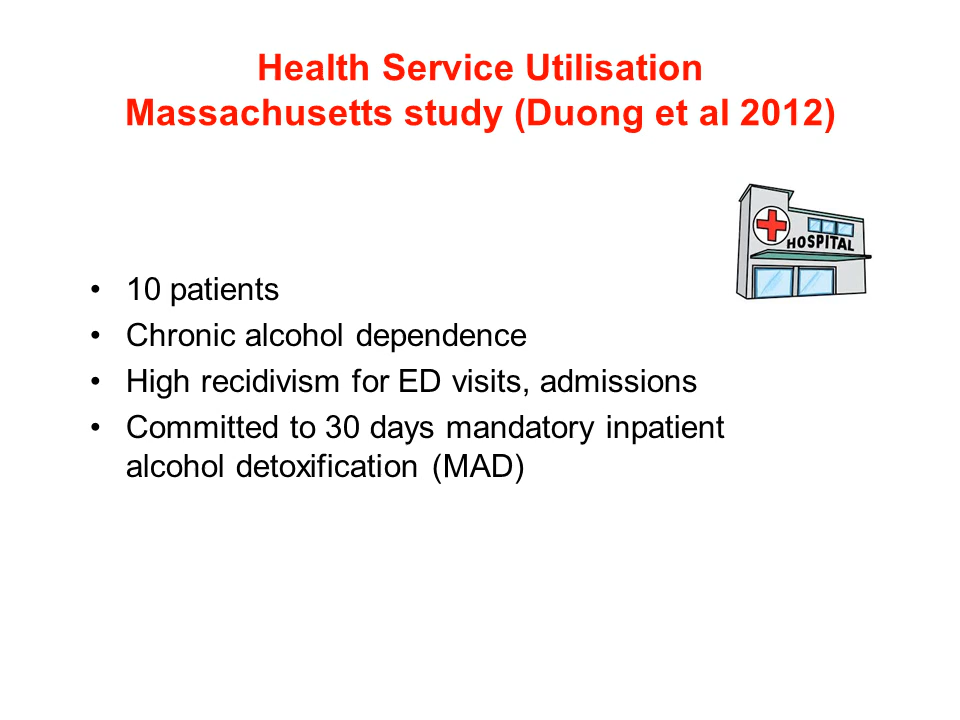 Health Service Utilisation
Massachusetts study (Duong et al 2012)
HOSPITAL
• 10 patients
• Chronic alcohol dependence
• High recidivism for ED visits, admissions
• Committed to 30 days mandatory inpatient
alcohol detoxification (MAD)